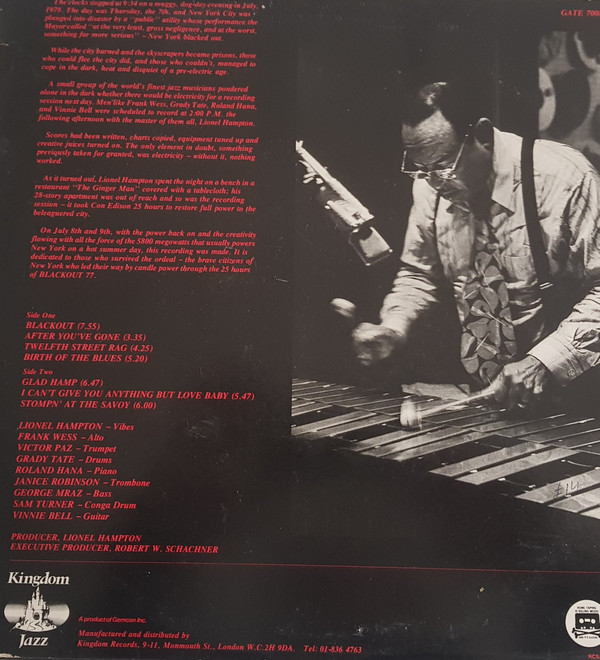 The clocks stopped at 9:34 on a muggy, dog-day evening in July,
1979. The day was Thursday, the 7th, and New York City was
plunged into disaster by a "public" utility whose performance the
Mayor called "at the very least, gross negligence, and at the worst,
something far more serious" – New York blacked out.
While the city burned and the skyscrapers became prisons, those
who could flee the city did, and those who couldn't, managed to
cope in the dark, heat and disquiet of a pre-electric age.
A small group of the world's finest jazz musicians pondered
alone in the dark whether there would be electricity for a recording
session next day. Men like Frank Wess, Grady Tate, Roland Hana,
and Vinnie Bell were scheduled to record at 2:00 P.M. the
following afternoon with the master of them all, Lionel Hampton.
Scores had been written, charts copied, equipment tuned up and
creative juices turned on. The only element in doubt, something
previously taken for granted, was electricity – without it, nothing
worked.
As it turned out, Lionel Hampton spent the night on a bench in a
restaurant "The Ginger Man" covered with a tablecloth; his
28-story apartment was out of reach and so was the recording
session – it took Con Edison 25 hours to restore full power to the
beleaguered city.
On July 8th and 9th, with the power back on and the creativity
flowing with all the force of the 5800 megowatts that usually powers
New York on a hot summer day, this recording was made. It is
dedicated to those who survived the ordeal – the brave citizens of
New York who led their way by candle power through the 25 hours
of BLACKOUT 77.
Side One
BLACKOUT (7.55)
AFTER YOU'VE GONE (3.35)
TWELFTH STREET RAG (4.25)
BIRTH OF THE BLUES (5.20)
Side Two
GLAD HAMP (6.47)
I CAN'T GIVE YOU ANYTHING BUT LOVE BABY (5.47)
STOMPN' AT THE SAVOY (6.00)
LIONEL HAMPTON – Vibes
FRANK WESS – Alto
VICTOR PAZ – Trumpet
GRADY TATE – Drums
ROLAND HANA – Piano
JANICE ROBINSON – Trombone
GEORGE MRAZ – Bass
SAM TURNER – Conga Drum
VINNIE BELL – Guitar
PRODUCER, LIONEL HAMPTON
EXECUTIVE PRODUCER, ROBERT W. SCHACHNER
Kingdom
Jazz
A product of Gemcom Inc.
Manufactured and distributed by
Kingdom Records, 9-11, Monmouth St., London W.C.2H 9DA. Tel: 01-836 4763
GATE
£14
HOME TAPING
IS KILLING MUSIC